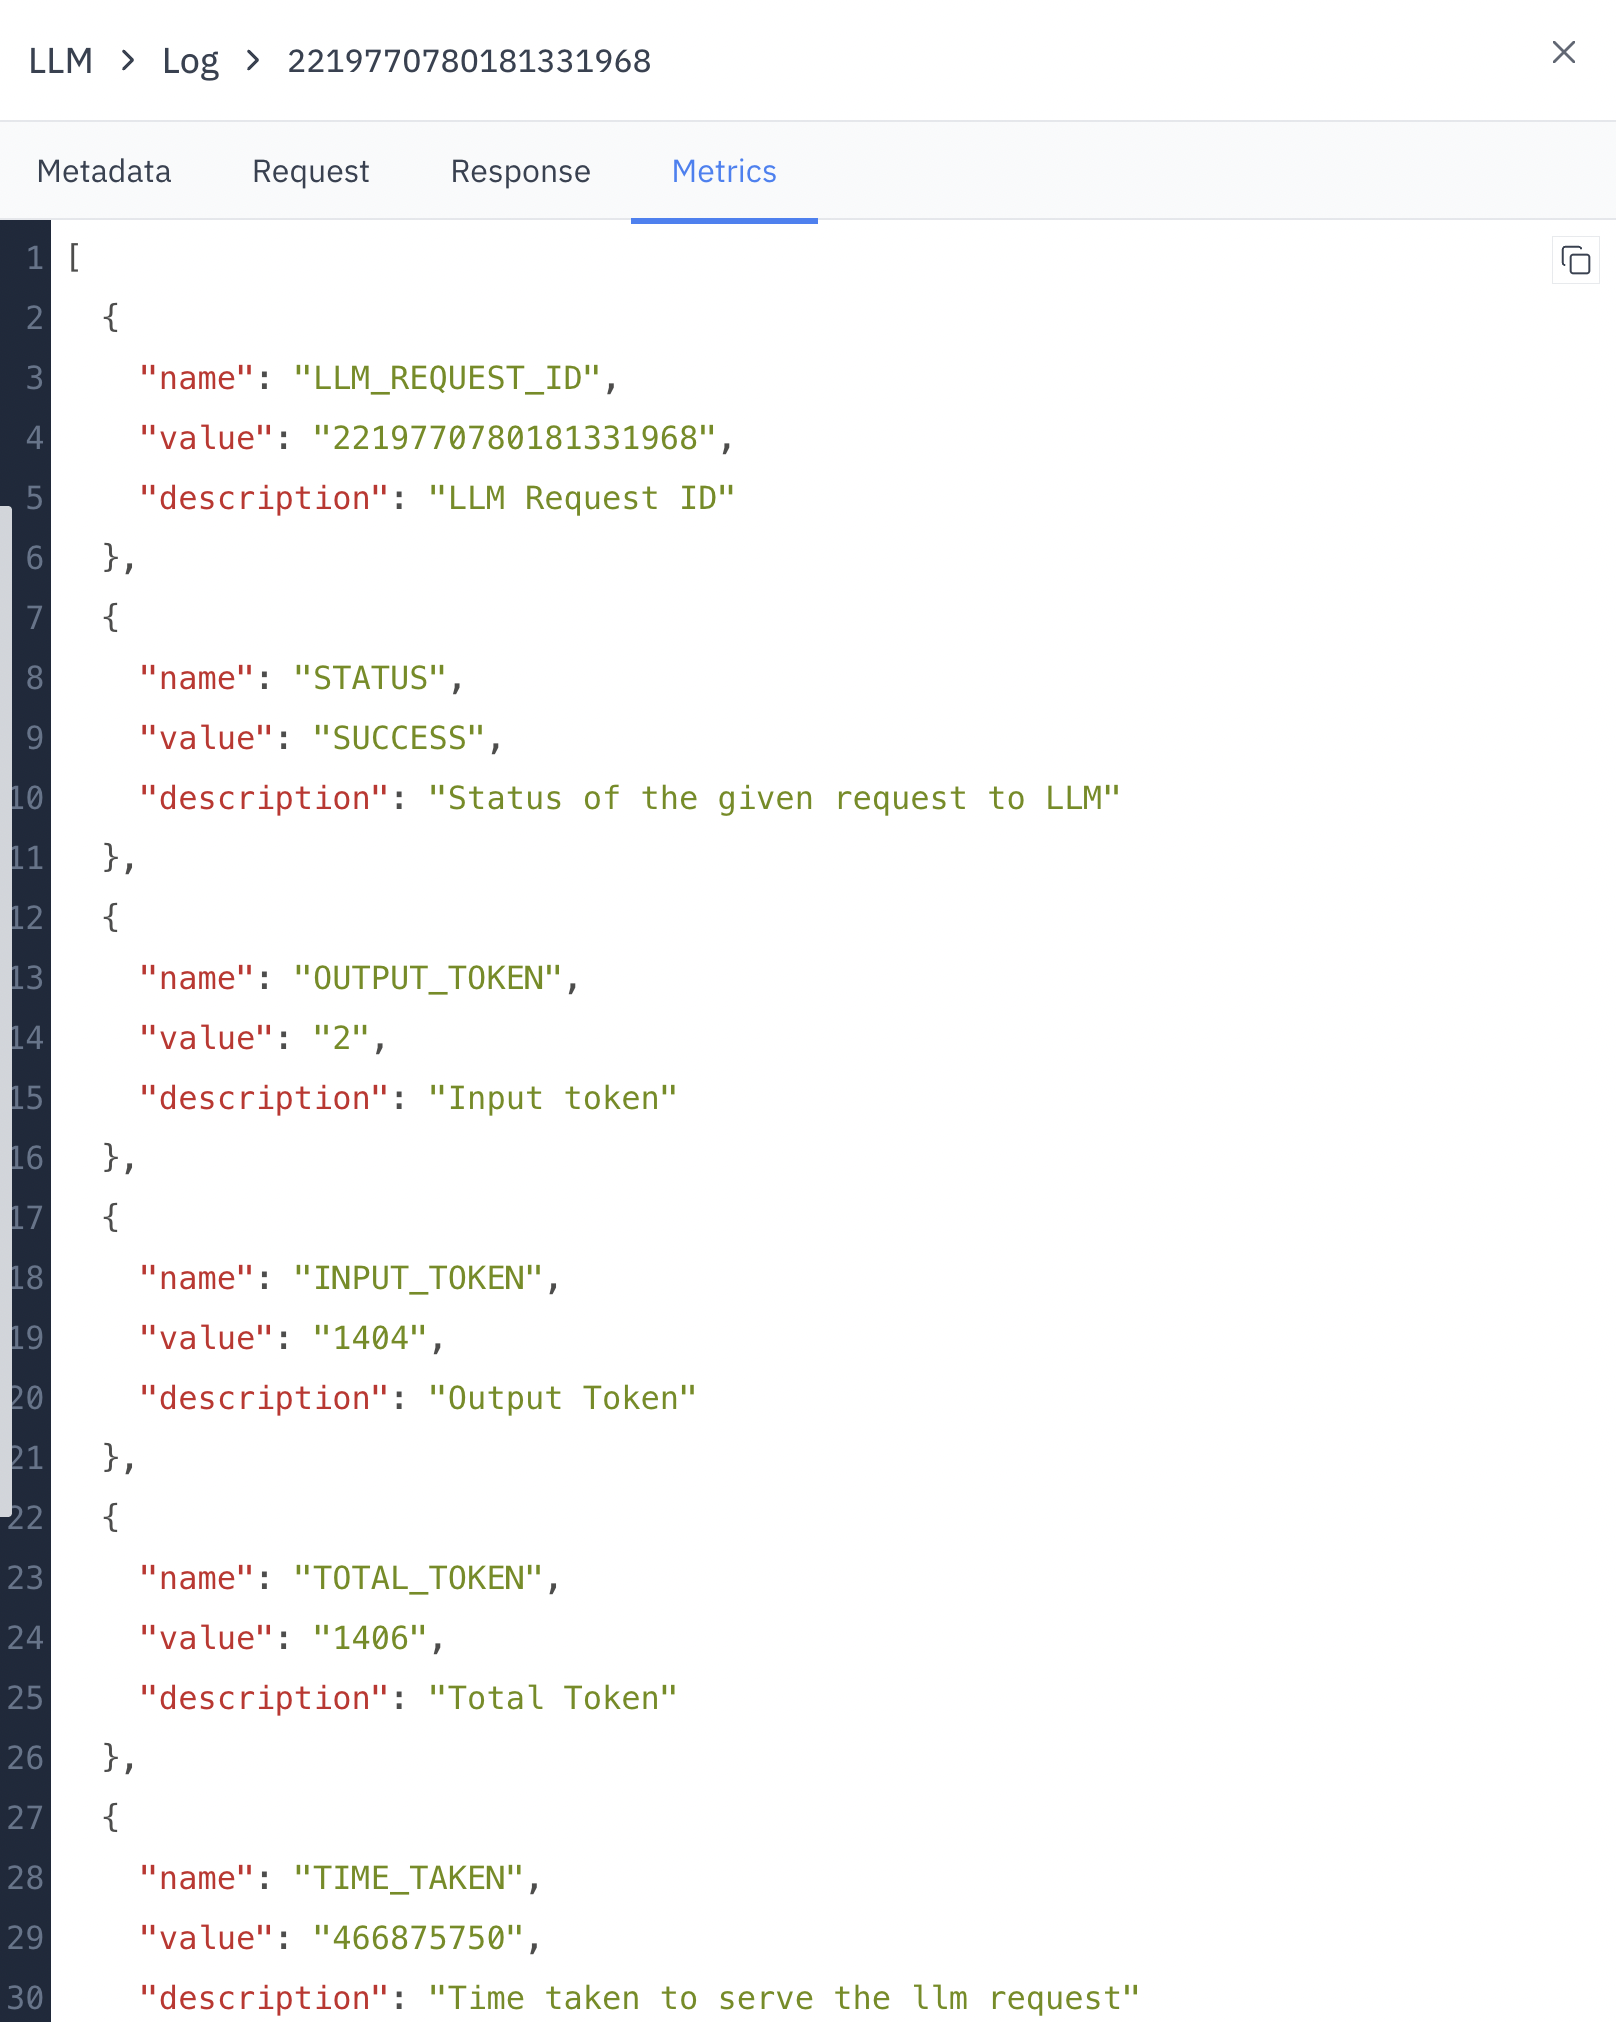 LLM > Log > 2219770780181331968
Metadata Request Response Metrics
1 [
2 {
3 "name": "LLM_REQUEST_ID",
4 "value": "2219770780181331968",
5 "description": "LLM Request ID"
6 },
7 {
8 "name": "STATUS",
9 "value": "SUCCESS",
10 "description": "Status of the given request to LLM"
11 },
12 {
13 "name": "OUTPUT_TOKEN",
14 "value": "2",
15 "description": "Input token"
16 },
17 {
18 "name": "INPUT_TOKEN",
19 "value": "1404",
20 "description": "Output Token"
21 },
22 {
23 "name": "TOTAL_TOKEN",
24 "value": "1406",
25 "description": "Total Token"
26 },
27 {
28 "name": "TIME_TAKEN",
29 "value": "466875750",
30 "description": "Time taken to serve the llm request"